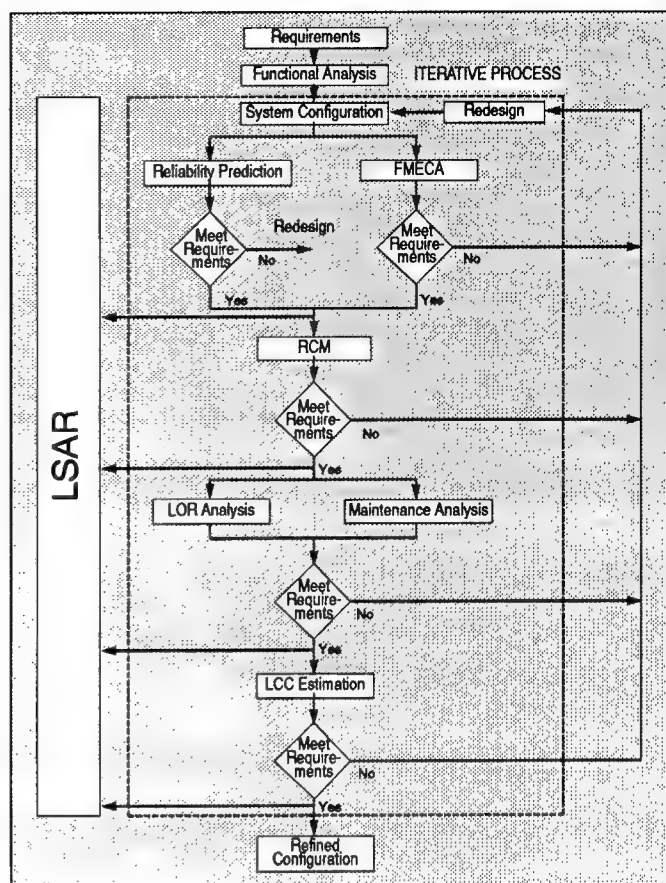 Requirements
Functional Analysis
ITERATIVE PROCESS
System Configuration
Redesign
Reliability Prediction
FMECA
Meet
Require-
ments
Redesign
No
Yes
Meet
Require-
ments
No
Yes
RCM
Meet
Require-
ments
No
Yes
LSAR
LOR Analysis
Maintenance Analysis
Meet
Require-
ments
No
Yes
LCC Estimation
Meet
Require-
ments
No
Yes
Refined
Configuration